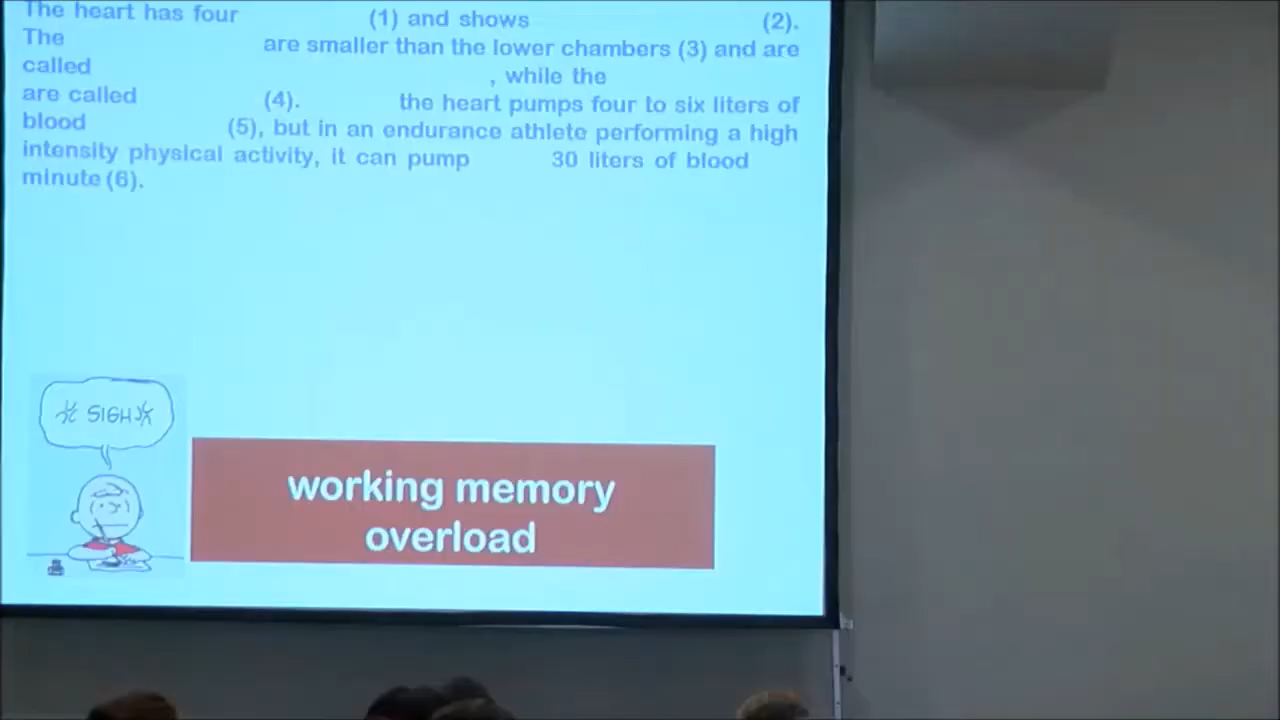 The heart has four (1) and shows (2).
The are smaller than the lower chambers (3) and are
called , while the
are called (4). the heart pumps four to six liters of
blood (5), but in an endurance athlete performing a high
intensity physical activity, it can pump 30 liters of blood
minute (6).
SIGH
working memory
overload